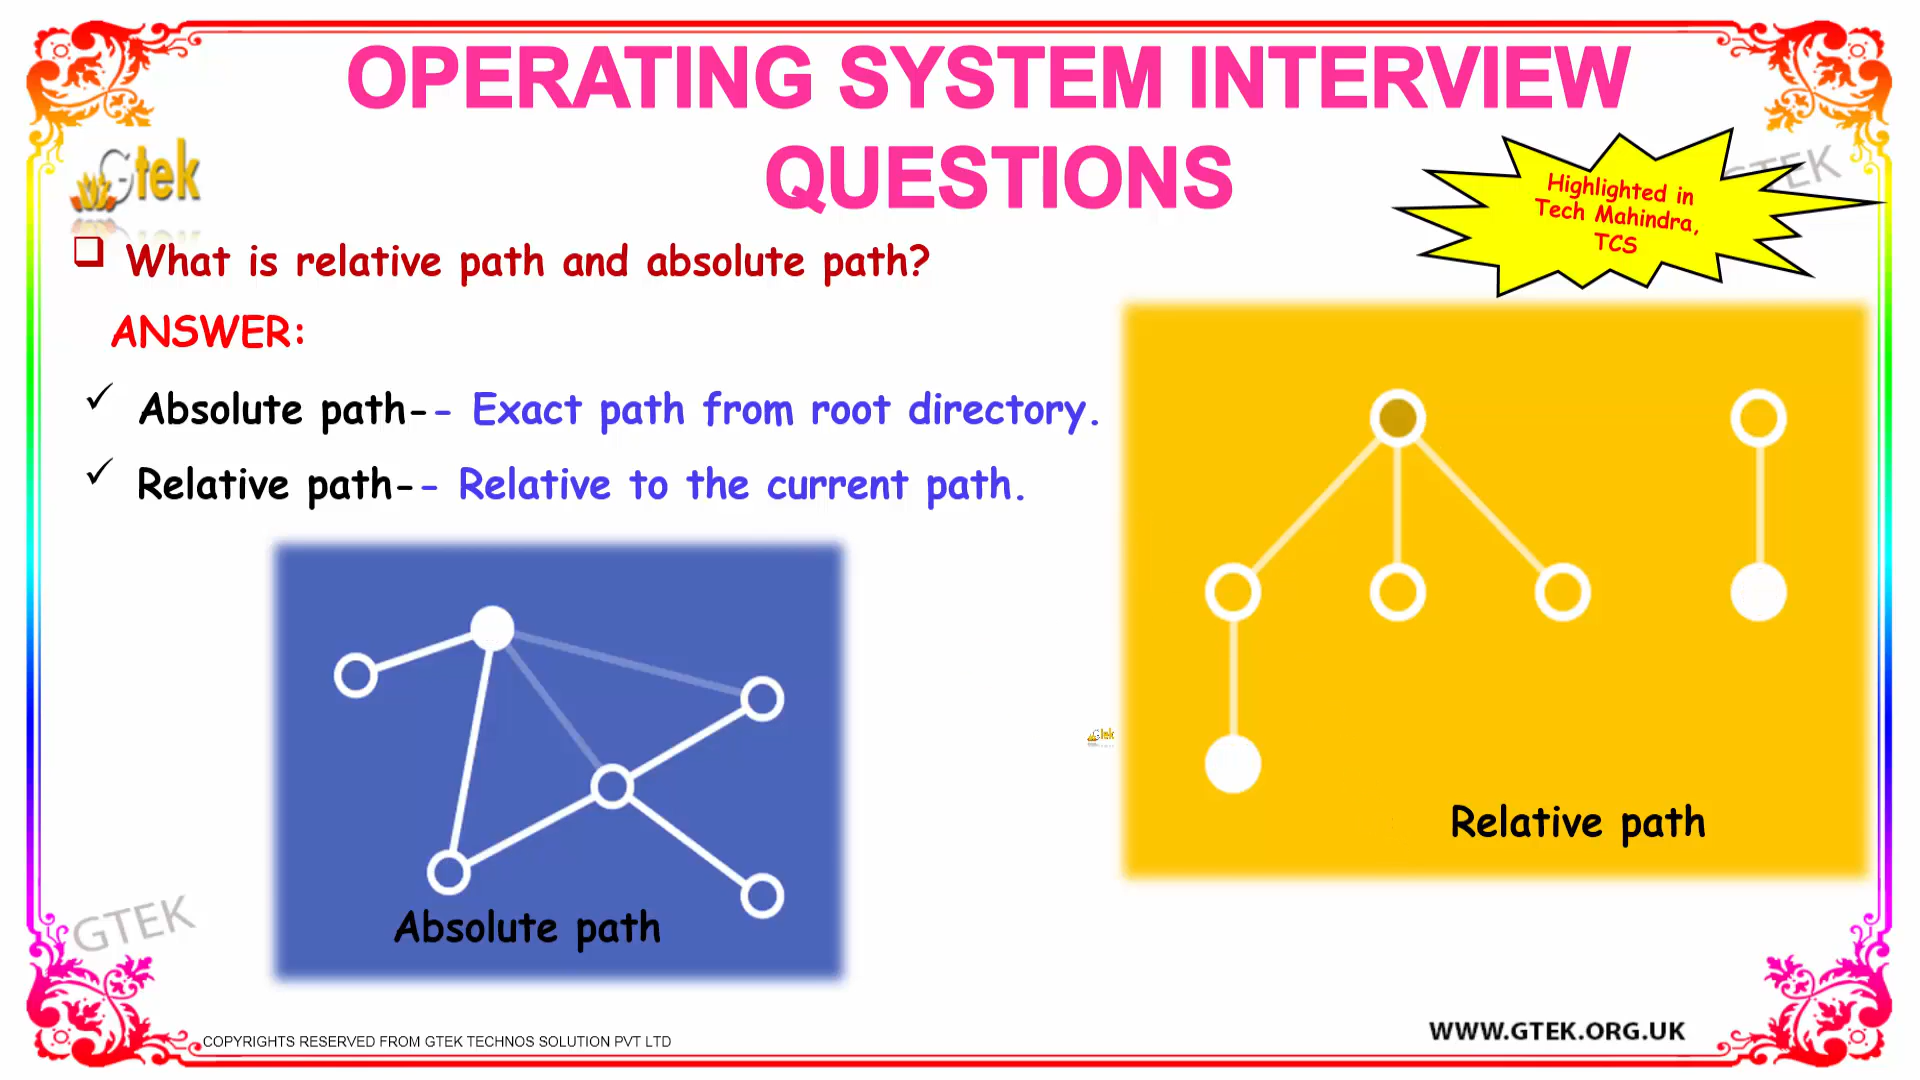 OPERATING SYSTEM INTERVIEW
QUESTIONS
Gtek
GTEK
Highlighted in
Tech Mahindra,
TCS
What is relative path and absolute path?
ANSWER:
Absolute path-- Exact path from root directory.
Relative path-- Relative to the current path.
Gtek
Relative path
Absolute path
GTEK
COPYRIGHTS RESERVED FROM GTEK TECHNOS SOLUTION PVT LTD
WWW.GTEK.ORG.UK